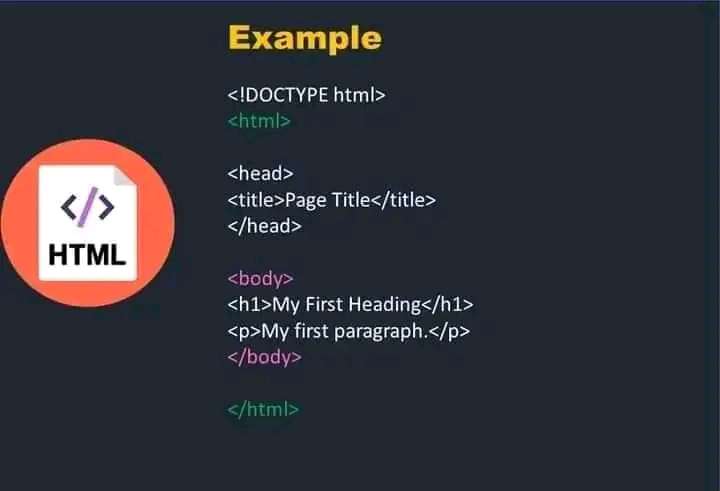 Example
<!DOCTYPE html>
<html>
<head>
<title>Page Title</title>
</head>
</> HTML
<body>
<h1>My First Heading</h1>
<p>My first paragraph.</p>
</body>
</html>